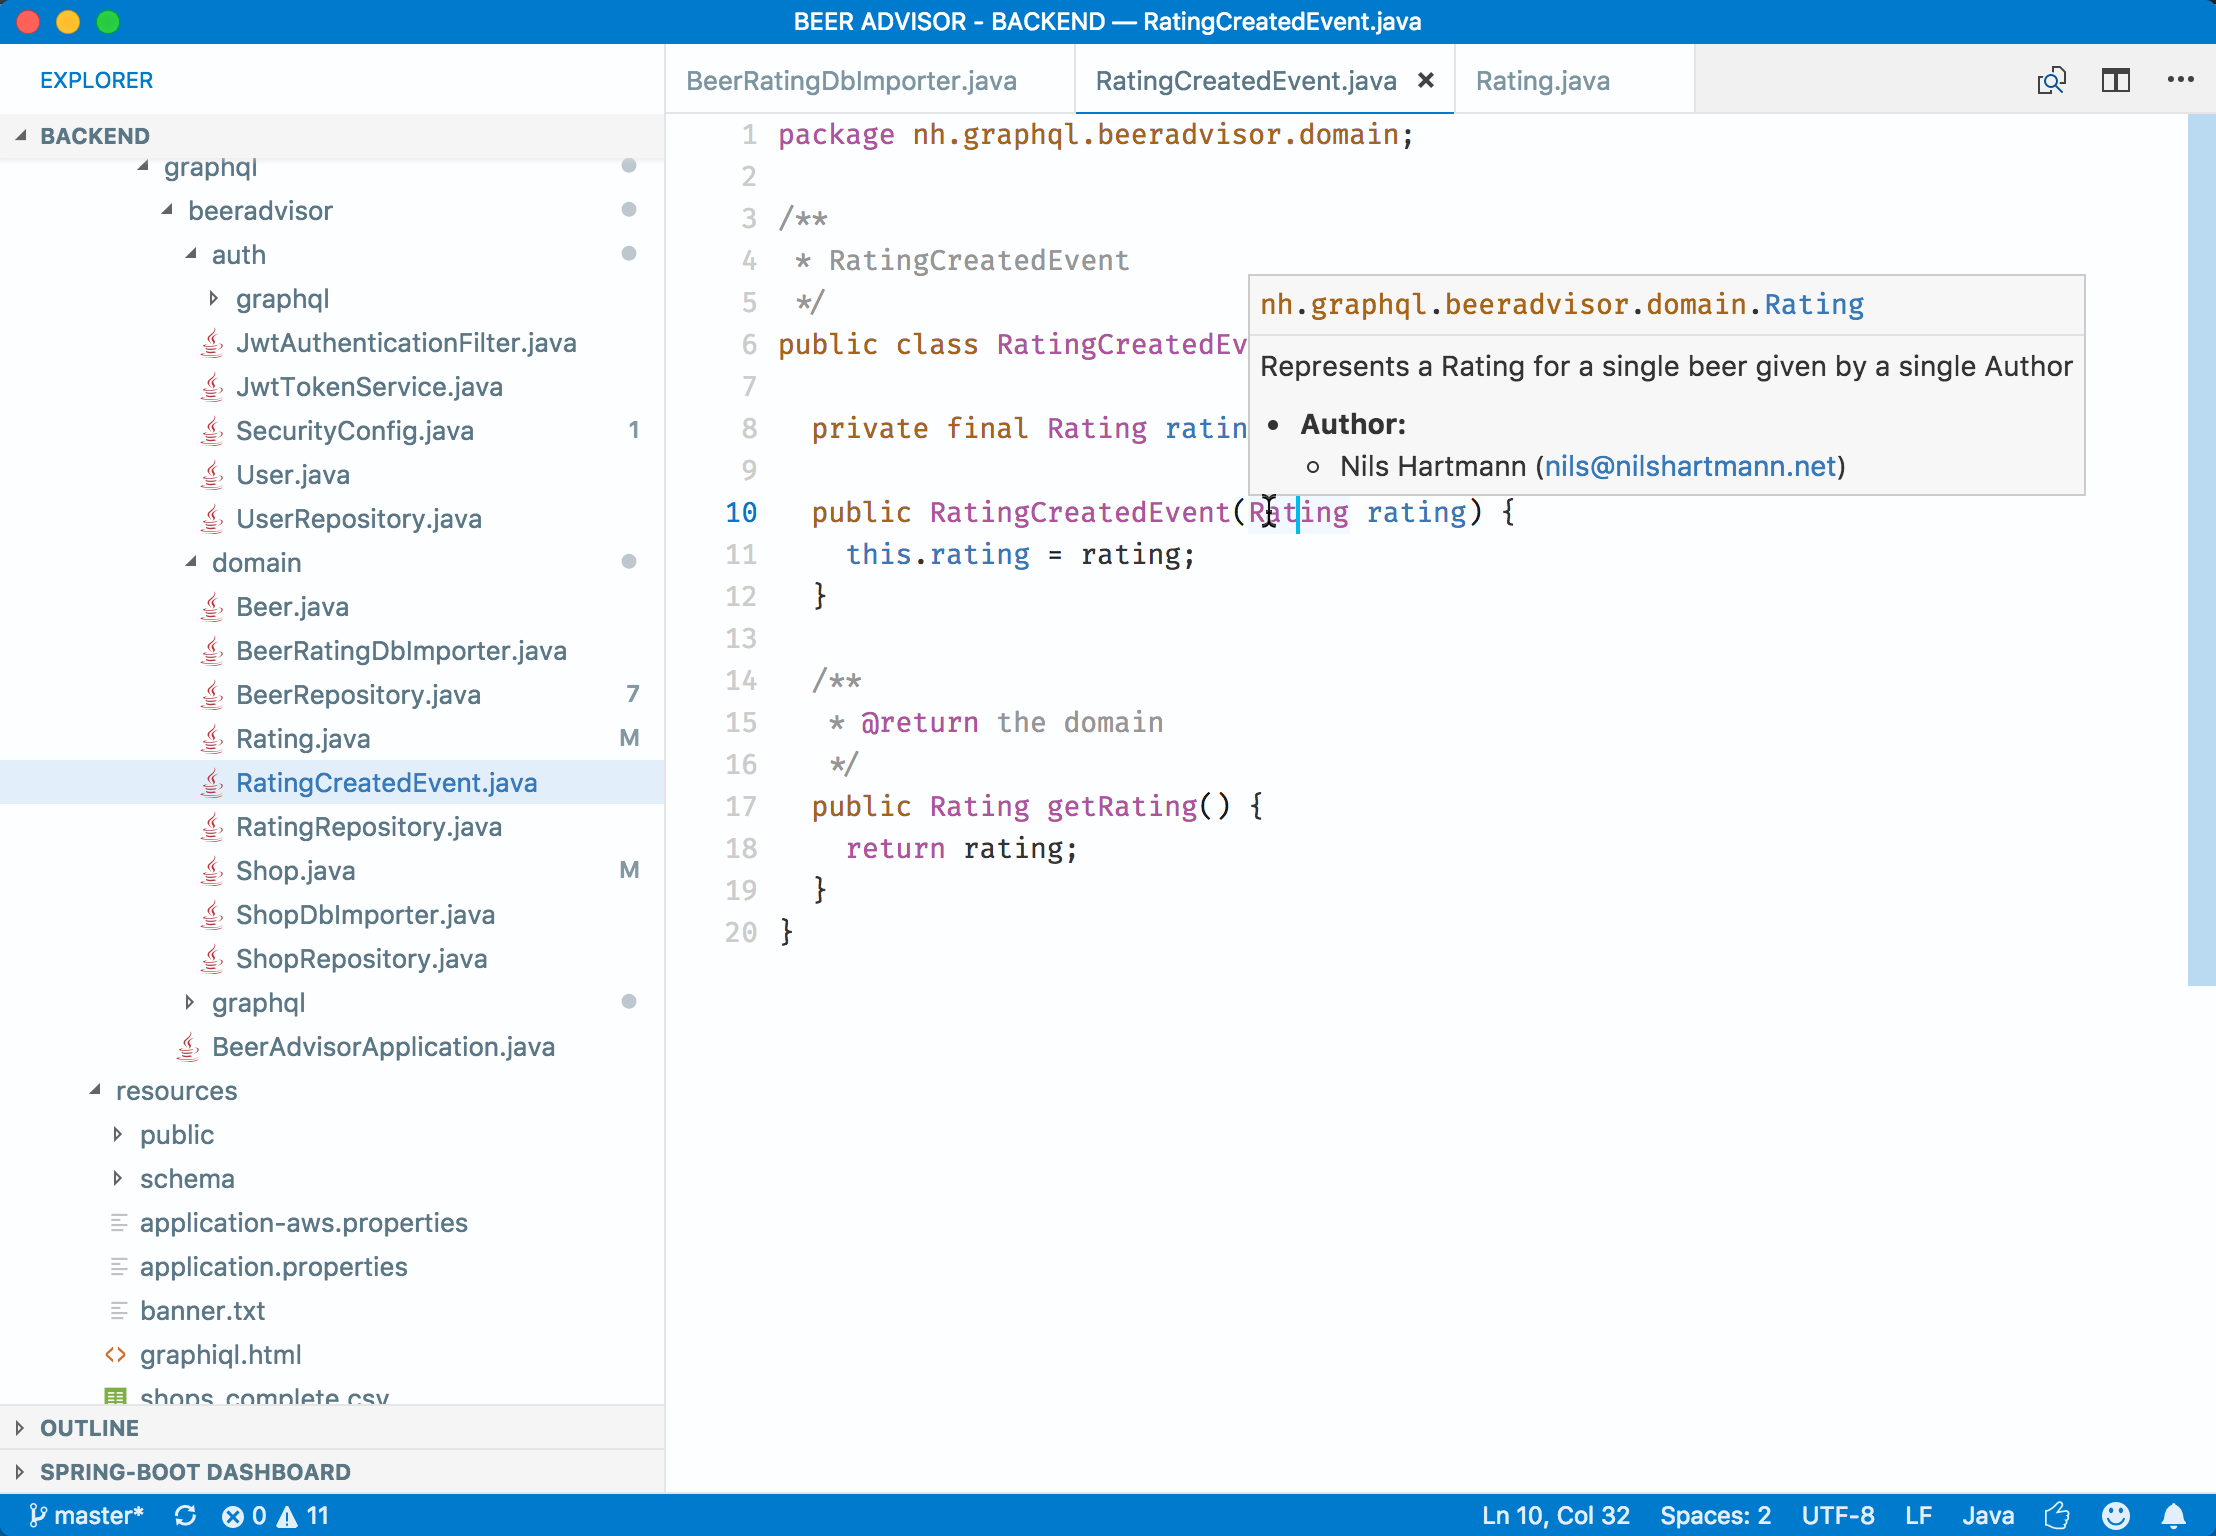 BEER ADVISOR - BACKEND — RatingCreatedEvent.java
EXPLORER
BACKEND
graphql
beeradvisor
auth
graphql
JwtAuthenticationFilter.java
JwtTokenService.java
SecurityConfig.java 1
User.java
UserRepository.java
domain
Beer.java
BeerRatingDbImporter.java
BeerRepository.java 7
Rating.java M
RatingCreatedEvent.java
RatingRepository.java
Shop.java M
ShopDbImporter.java
ShopRepository.java
graphql
BeerAdvisorApplication.java
resources
public
schema
application-aws.properties
application.properties
banner.txt
graphiql.html
shops_complete.csv
OUTLINE
SPRING-BOOT DASHBOARD
BeerRatingDbImporter.java RatingCreatedEvent.java × Rating.java
1 package nh.graphql.beeradvisor.domain;
2
3 /**
4 * RatingCreatedEvent
5 */
6 public class RatingCreatedEv
7
8 private final Rating ratin
9
10 public RatingCreatedEvent(Rating rating) {
11 this.rating = rating;
12 }
13
14 /**
15 * @return the domain
16 */
17 public Rating getRating() {
18 return rating;
19 }
20 }
nh.graphql.beeradvisor.domain.Rating
Represents a Rating for a single beer given by a single Author
• Author:
○ Nils Hartmann (nils@nilshartmann.net)
master* 0 11 Ln 10, Col 32 Spaces: 2 UTF-8 LF Java